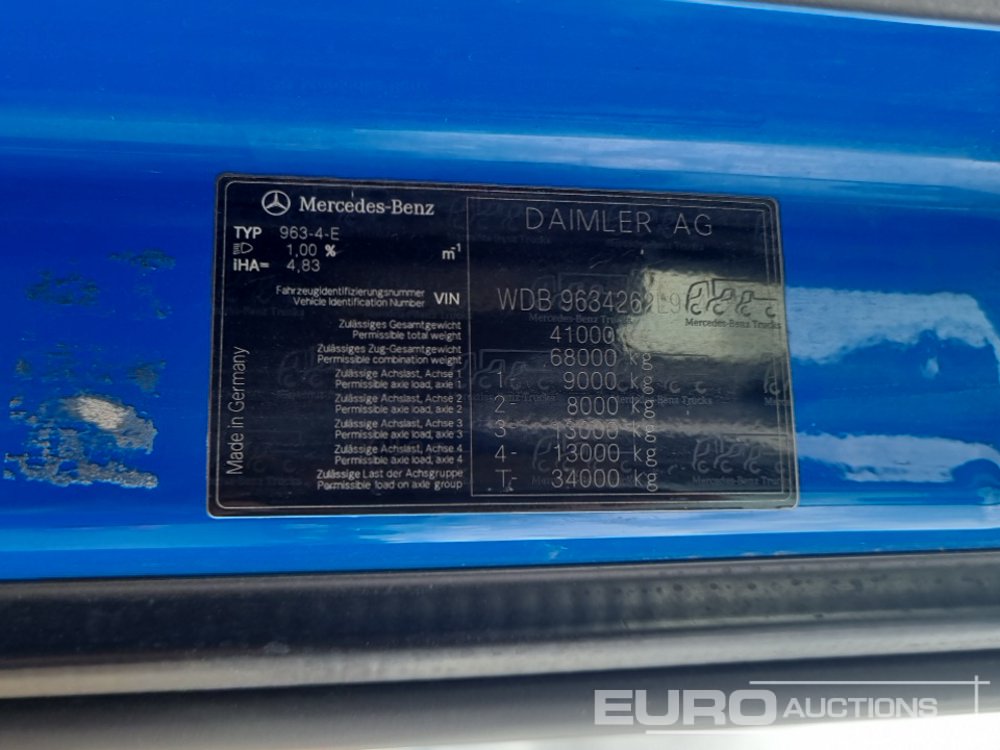 Mercedes-Benz
DAIMLER AG
TYP 963-4-E
1,00 % m⁻¹
iHA= 4,83
Fahrzeugidentifizierungsnummer
Vehicle Identification Number VIN WDB
Mercedes-Benz Trucks
Zulässiges Gesamtgewicht
Permissible total weight 41000
Zulässiges Zug-Gesamtgewicht
Permissible combination weight 68000 kg
Zulässige Achslast, Achse 1
Permissible axle load, axle 1 1- 9000 kg
Zulässige Achslast, Achse 2
Permissible axle load, axle 2 2- 8000 kg
Zulässige Achslast, Achse 3
Permissible axle load, axle 3 3- 13000 kg
Zulässige Achslast, Achse 4
Permissible axle load, axle 4 4- 13000 kg
Zulässige Last der Achsgruppe
Permissible load on axle group T- 34000 kg
Made in Germany
EURO AUCTIONS